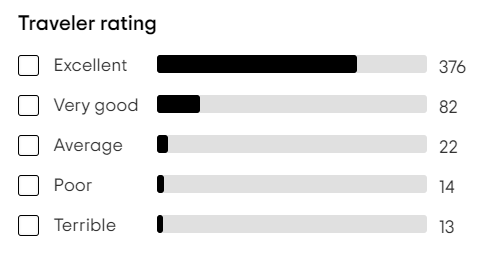 Traveler rating
Excellent 376
Very good 82
Average 22
Poor 14
Terrible 13